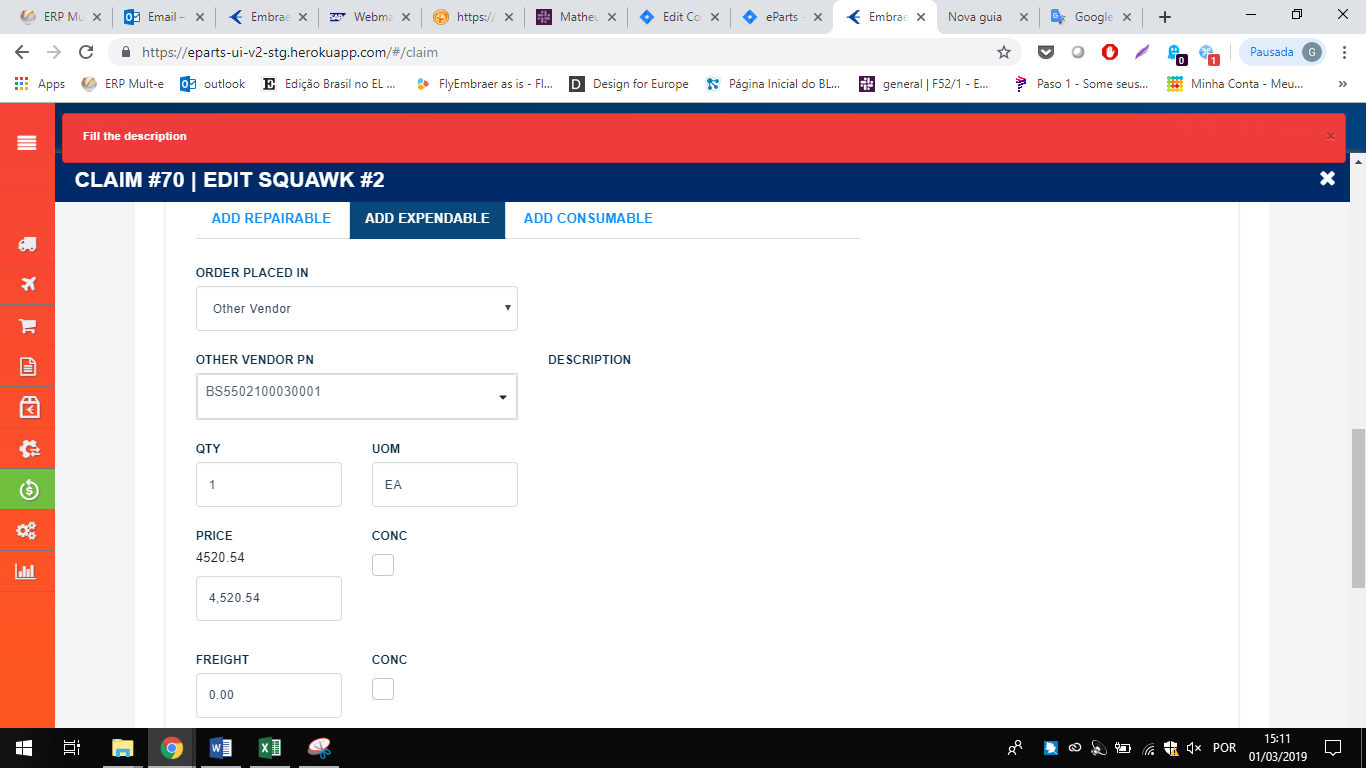 ERP Mu
Email –
Embrae
Webma
https:/
Matheu
Edit Co
eParts -
Embrae
Nova guia
Google
https://eparts-ui-v2-stg.herokuapp.com/#/claim
0
1
Pausada
G
Apps
ERP Mult-e
outlook
Edição Brasil no EL ...
FlyEmbraer as is - Fl...
Design for Europe
Página Inicial do BL...
general | F52/1 - E...
Paso 1 - Some seus...
Minha Conta - Meu...
»
Fill the description
CLAIM #70 | EDIT SQUAWK #2
ADD REPAIRABLE
ADD EXPENDABLE
ADD CONSUMABLE
ORDER PLACED IN
Other Vendor
OTHER VENDOR PN
DESCRIPTION
BS5502100030001
QTY
UOM
1
EA
PRICE
CONC
4520.54
4,520.54
FREIGHT
CONC
0.00
POR
15:11
01/03/2019